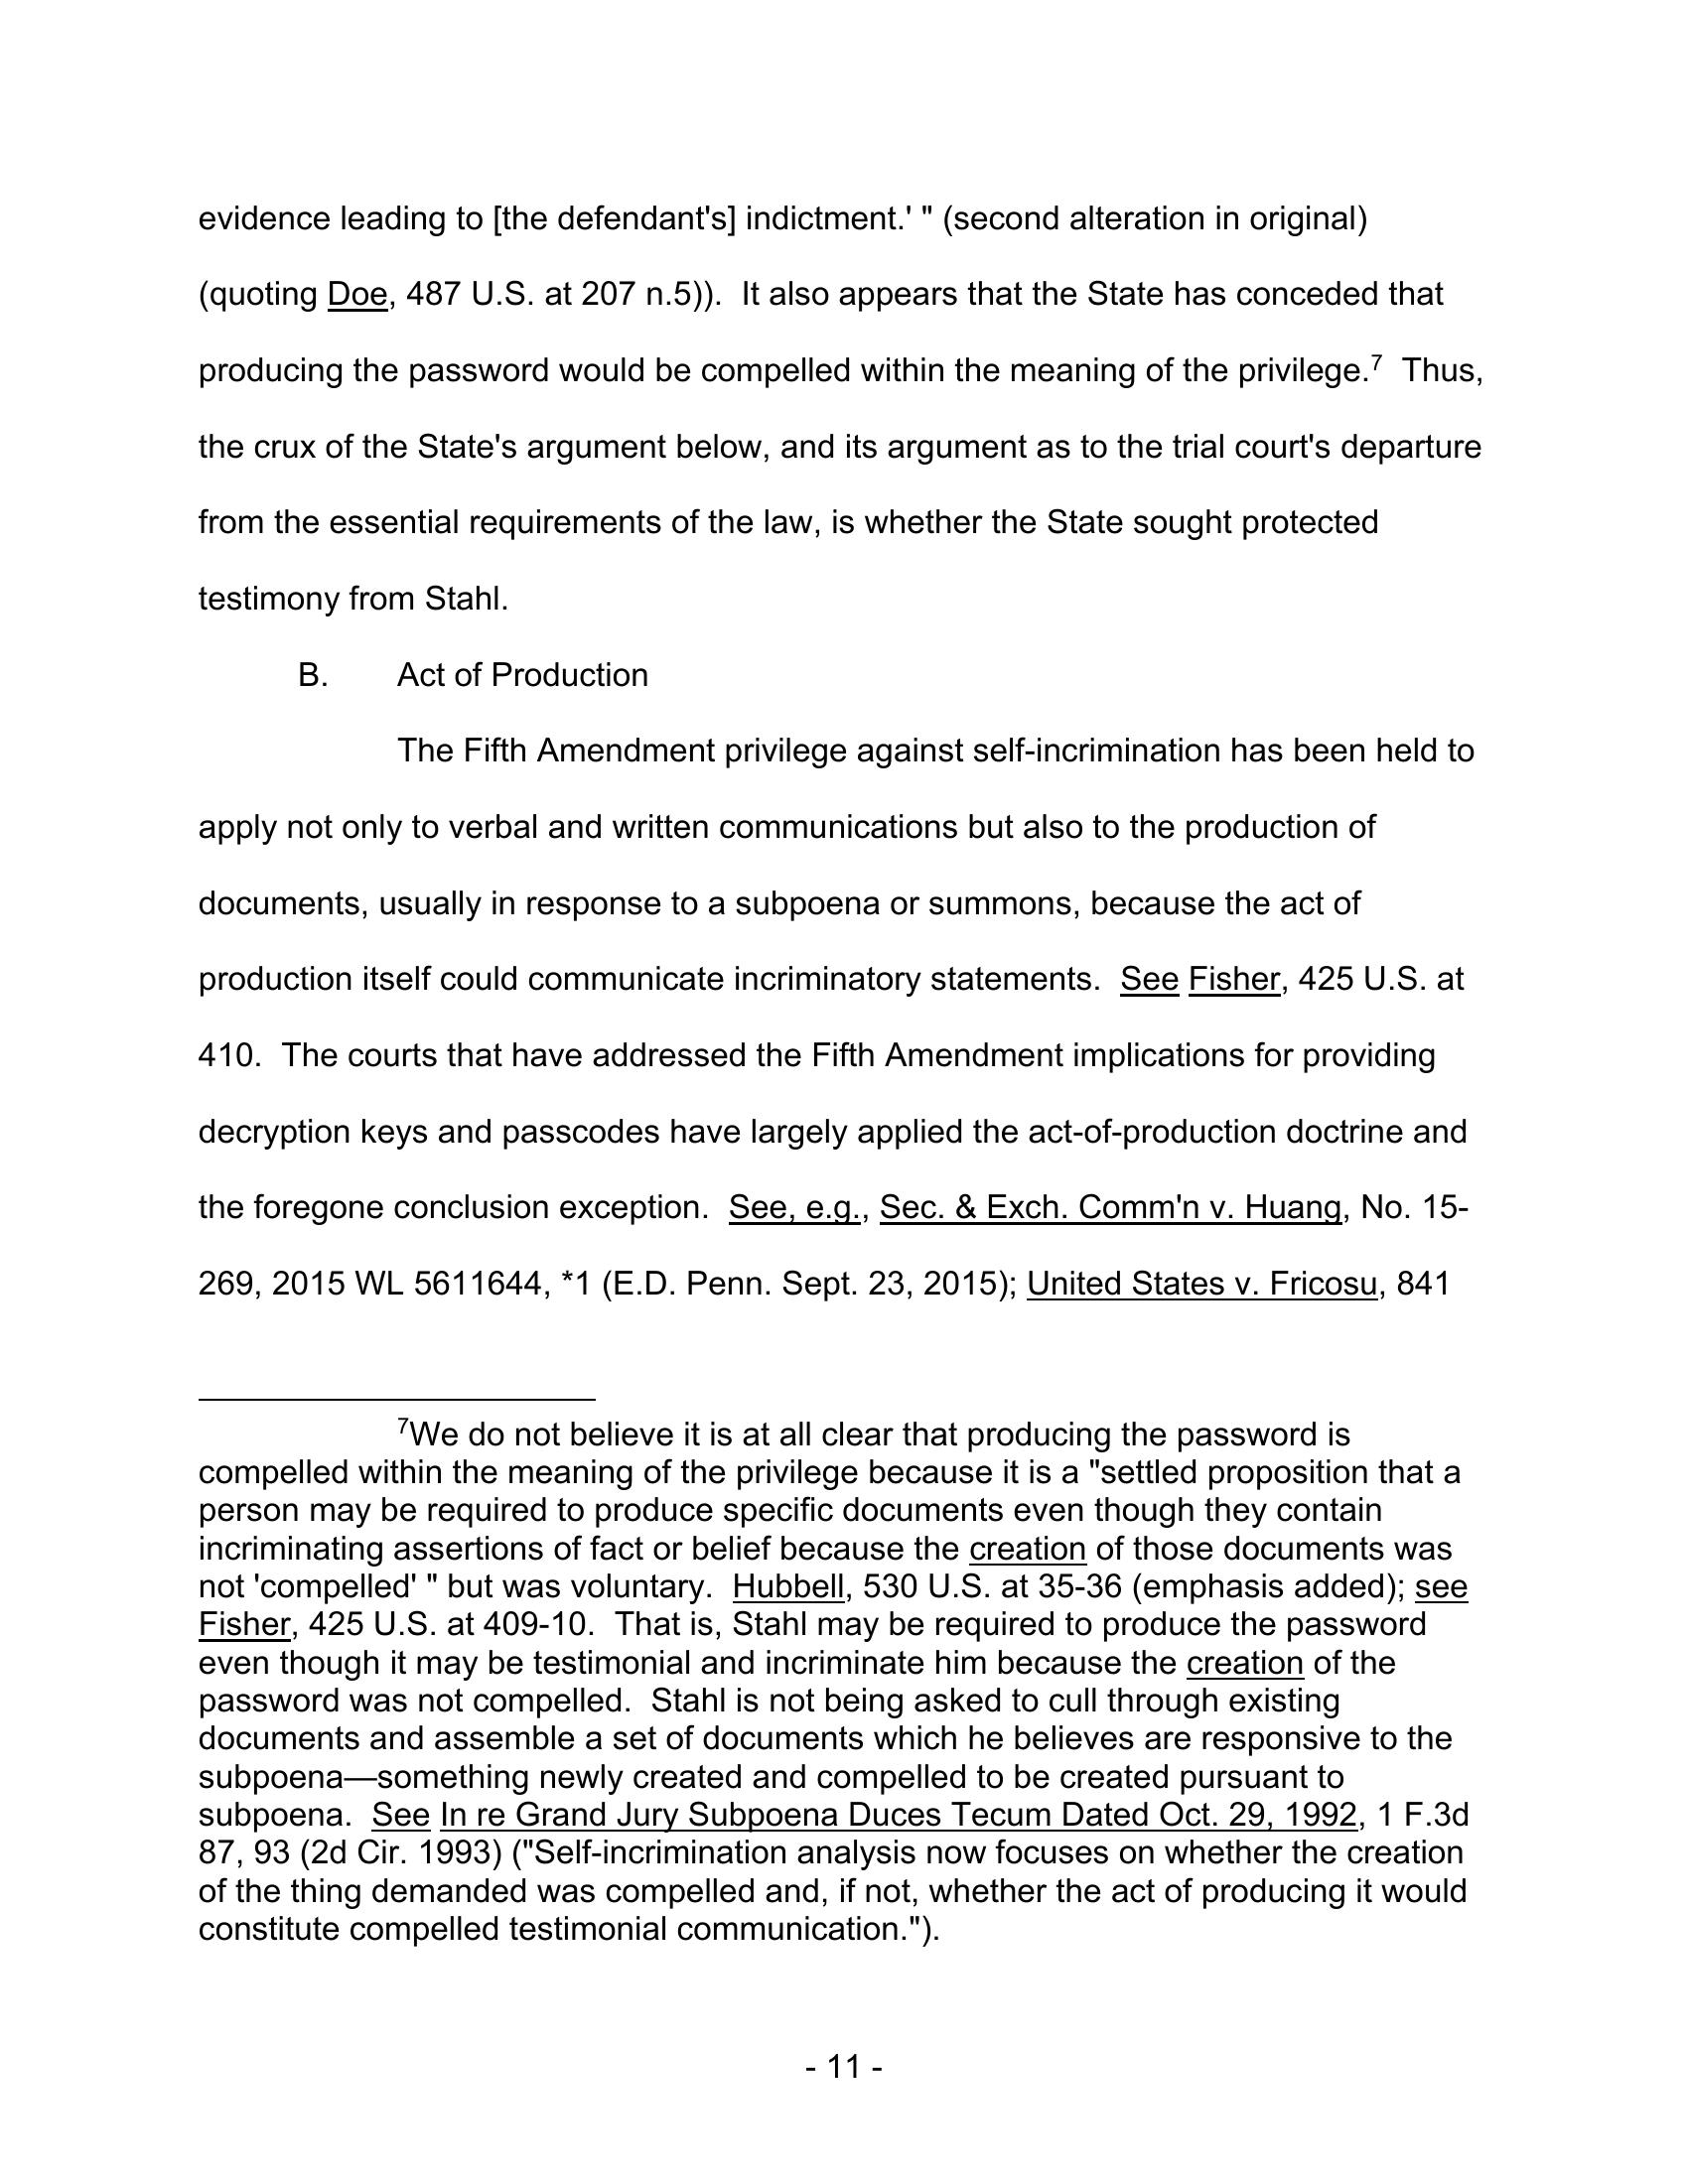 evidence leading to [the defendant's] indictment.' " (second alteration in original)
(quoting Doe, 487 U.S. at 207 n.5)).  It also appears that the State has conceded that
producing the password would be compelled within the meaning of the privilege.7  Thus,
the crux of the State's argument below, and its argument as to the trial court's departure
from the essential requirements of the law, is whether the State sought protected
testimony from Stahl.
B. Act of Production
The Fifth Amendment privilege against self-incrimination has been held to
apply not only to verbal and written communications but also to the production of
documents, usually in response to a subpoena or summons, because the act of
production itself could communicate incriminatory statements.  See Fisher, 425 U.S. at
410.  The courts that have addressed the Fifth Amendment implications for providing
decryption keys and passcodes have largely applied the act-of-production doctrine and
the foregone conclusion exception.  See, e.g., Sec. & Exch. Comm'n v. Huang, No. 15-
269, 2015 WL 5611644, *1 (E.D. Penn. Sept. 23, 2015); United States v. Fricosu, 841
7We do not believe it is at all clear that producing the password is
compelled within the meaning of the privilege because it is a "settled proposition that a
person may be required to produce specific documents even though they contain
incriminating assertions of fact or belief because the creation of those documents was
not 'compelled' " but was voluntary.  Hubbell, 530 U.S. at 35-36 (emphasis added); see
Fisher, 425 U.S. at 409-10.  That is, Stahl may be required to produce the password
even though it may be testimonial and incriminate him because the creation of the
password was not compelled.  Stahl is not being asked to cull through existing
documents and assemble a set of documents which he believes are responsive to the
subpoena—something newly created and compelled to be created pursuant to
subpoena.  See In re Grand Jury Subpoena Duces Tecum Dated Oct. 29, 1992, 1 F.3d
87, 93 (2d Cir. 1993) ("Self-incrimination analysis now focuses on whether the creation
of the thing demanded was compelled and, if not, whether the act of producing it would
constitute compelled testimonial communication.").
- 11 -